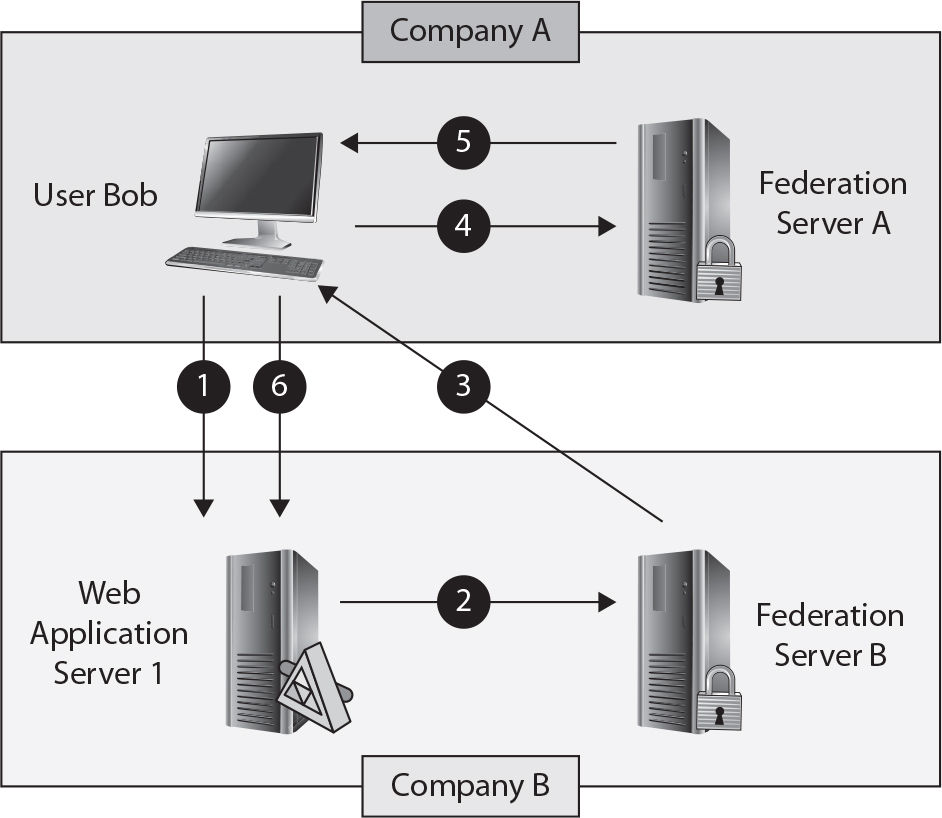 Company A
5
User Bob
4
Federation
Server A
1
6
3
Web
Application
Server 1
2
Federation
Server B
Company B